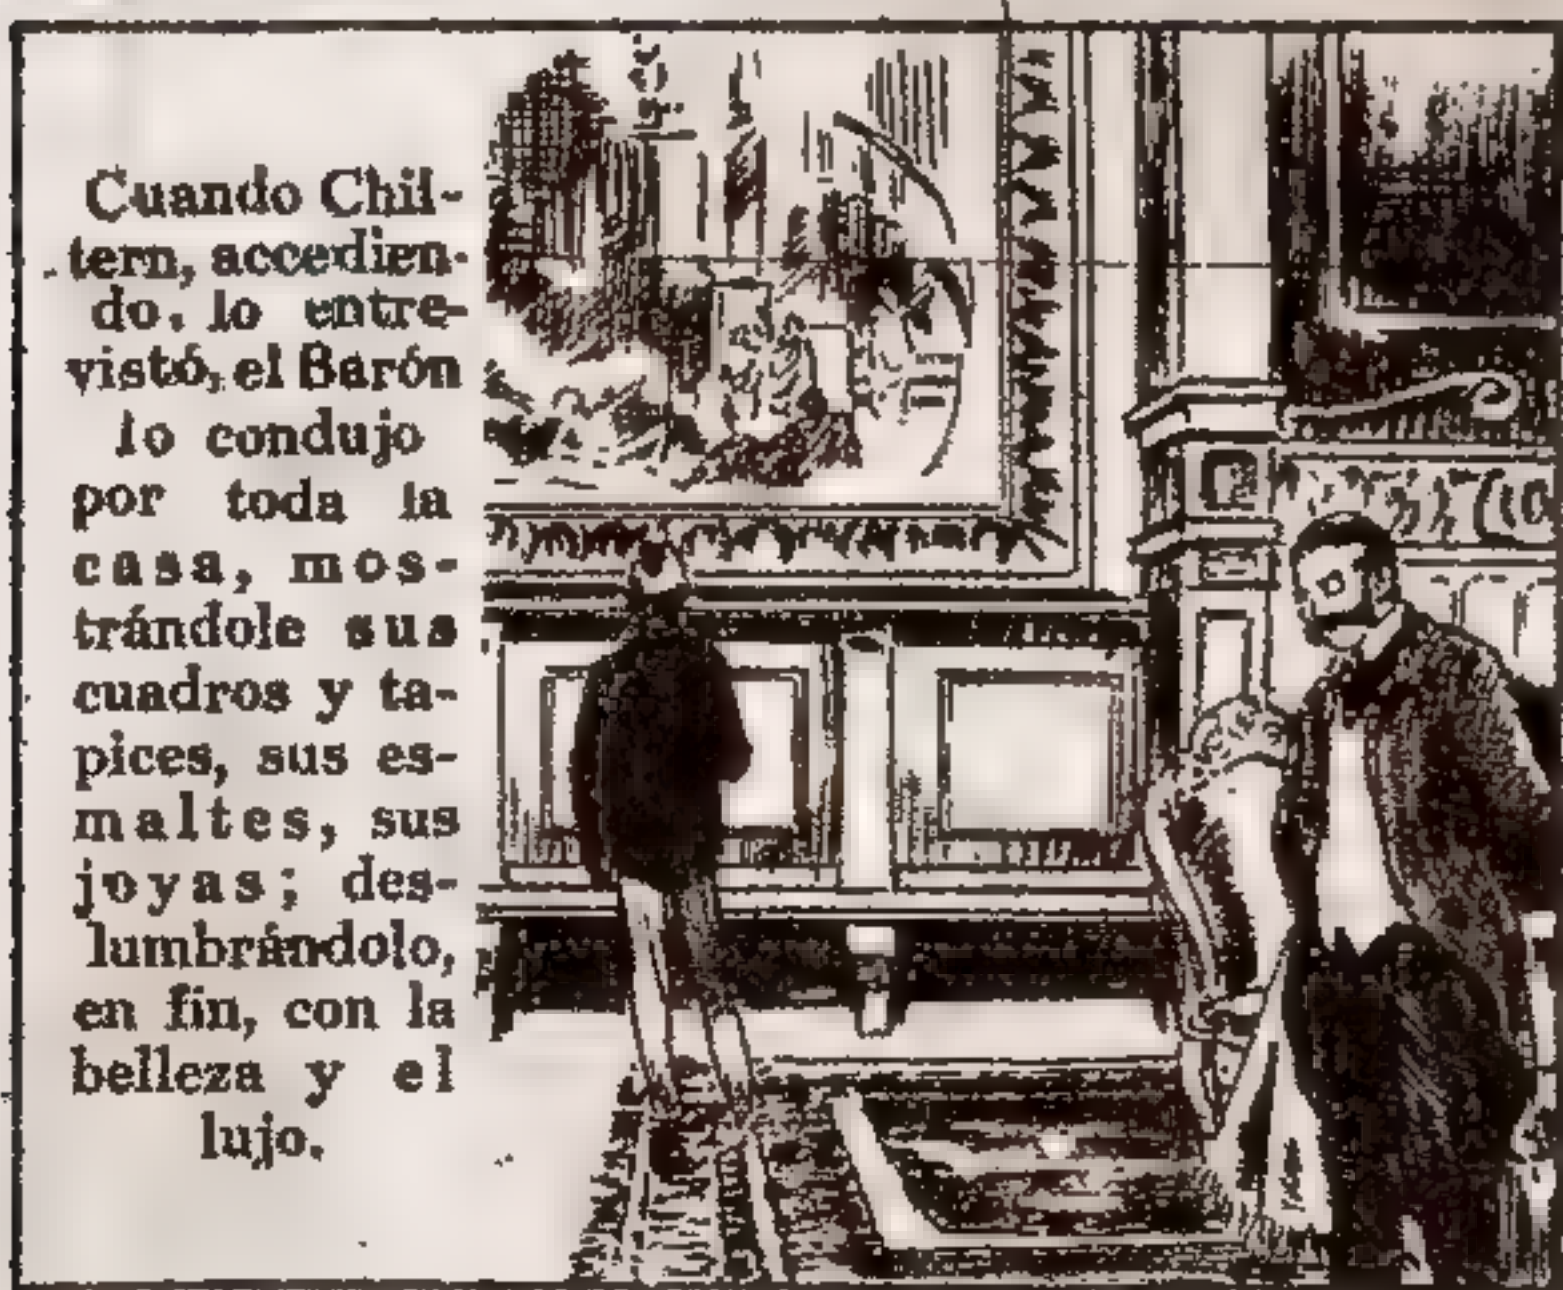 Cuando Chil-
tern, accedien-
do, lo entre-
vistó, el Barón
lo condujo
por toda la
casa, mos-
trándole sus
cuadros y ta-
pices, sus es-
maltes, sus
joyas; des-
lumbrándolo,
en fin, con la
belleza y el
lujo.